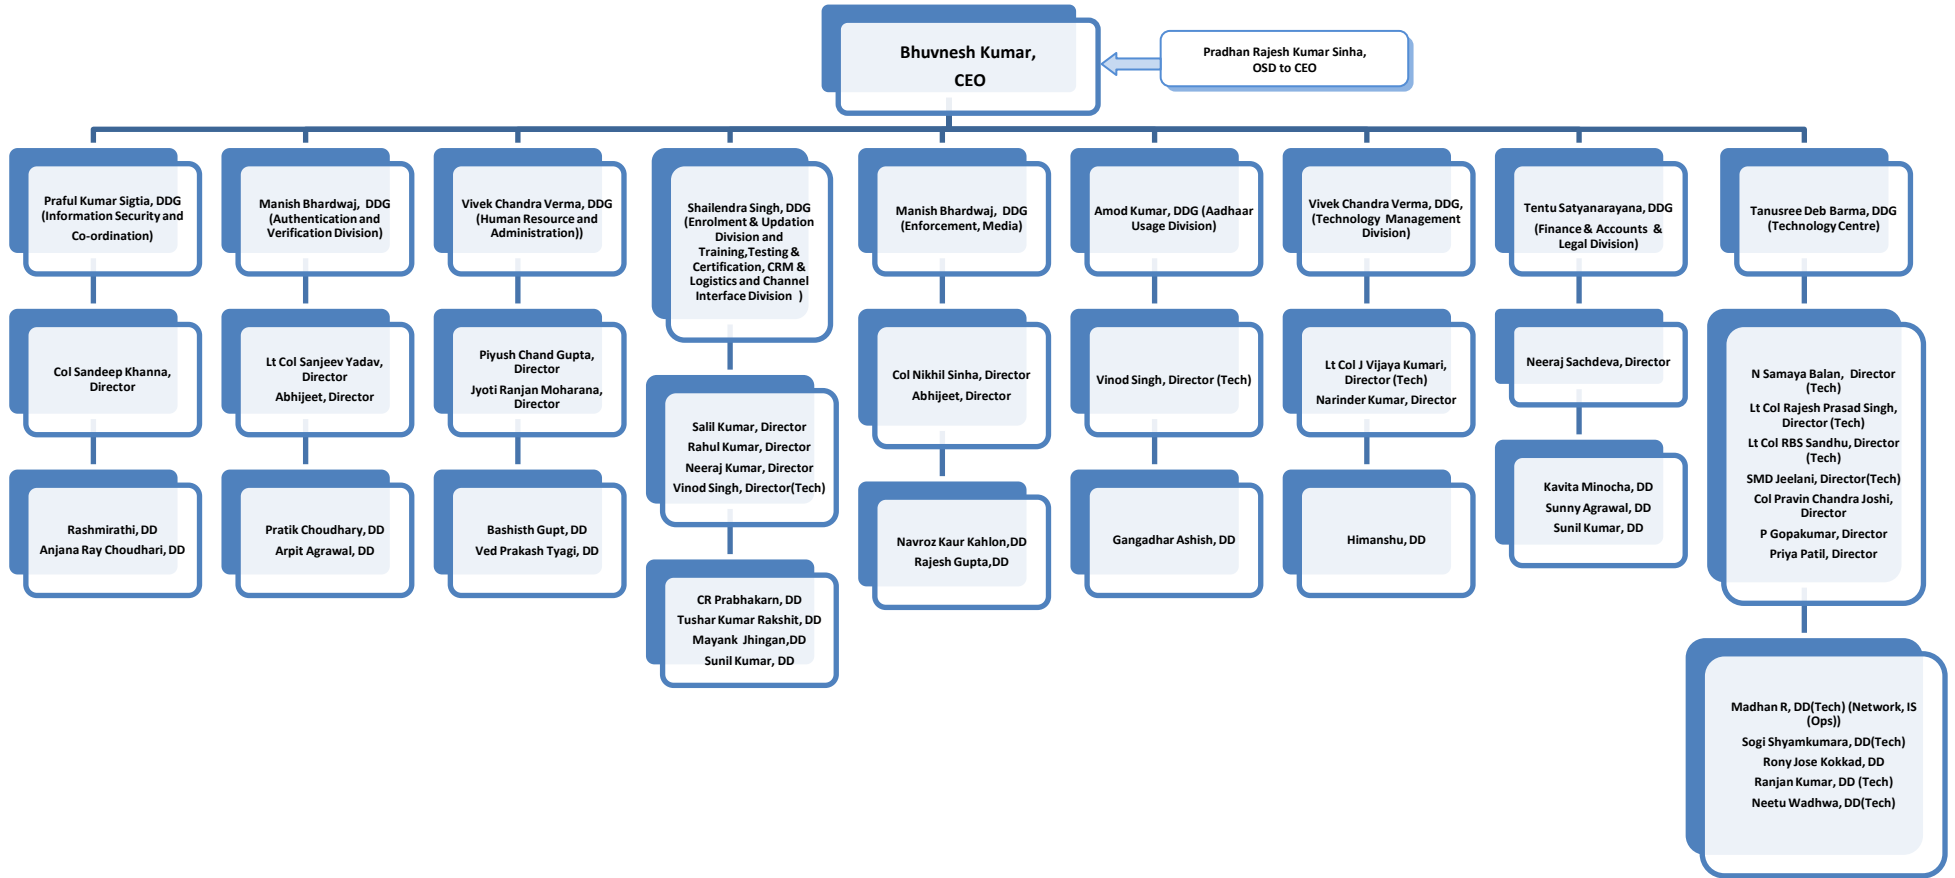 Bhuvnesh Kumar,
CEO
Pradhan Rajesh Kumar Sinha,
OSD to CEO
Praful Kumar Sigtia, DDG
(Information Security and
Co-ordination)
Manish Bhardwaj, DDG
(Authentication and
Verification Division)
Vivek Chandra Verma, DDG
(Human Resource and
Administration))
Shailendra Singh, DDG
(Enrolment & Updation
Division and
Training,Testing &
Certification, CRM &
Logistics and Channel
Interface Division )
Manish Bhardwaj, DDG
(Enforcement, Media)
Amod Kumar, DDG (Aadhaar
Usage Division)
Vivek Chandra Verma, DDG,
(Technology Management
Division)
Tentu Satyanarayana, DDG
(Finance & Accounts &
Legal Division)
Tanusree Deb Barma, DDG
(Technology Centre)
Col Sandeep Khanna,
Director
Lt Col Sanjeev Yadav,
Director
Abhijeet, Director
Piyush Chand Gupta,
Director
Jyoti Ranjan Moharana,
Director
Salil Kumar, Director
Rahul Kumar, Director
Neeraj Kumar, Director
Vinod Singh, Director(Tech)
Col Nikhil Sinha, Director
Abhijeet, Director
Vinod Singh, Director (Tech)
Lt Col J Vijaya Kumari,
Director (Tech)
Narinder Kumar, Director
Neeraj Sachdeva, Director
N Samaya Balan, Director
(Tech)
Lt Col Rajesh Prasad Singh,
Director (Tech)
Lt Col RBS Sandhu, Director
(Tech)
SMD Jeelani, Director(Tech)
Col Pravin Chandra Joshi,
Director
P Gopakumar, Director
Priya Patil, Director
Rashmirathi, DD
Anjana Ray Choudhari, DD
Pratik Choudhary, DD
Arpit Agrawal, DD
Bashisth Gupt, DD
Ved Prakash Tyagi, DD
CR Prabhakarn, DD
Tushar Kumar Rakshit, DD
Mayank Jhingan,DD
Sunil Kumar, DD
Navroz Kaur Kahlon,DD
Rajesh Gupta,DD
Gangadhar Ashish, DD
Himanshu, DD
Kavita Minocha, DD
Sunny Agrawal, DD
Sunil Kumar, DD
Madhan R, DD(Tech) (Network, IS
(Ops))
Sogi Shyamkumara, DD(Tech)
Rony Jose Kokkad, DD
Ranjan Kumar, DD (Tech)
Neetu Wadhwa, DD(Tech)